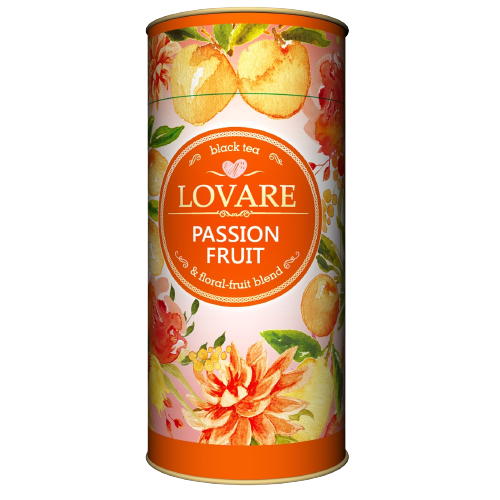 black tea
LOVARE
PASSION
FRUIT
& floral-fruit blend